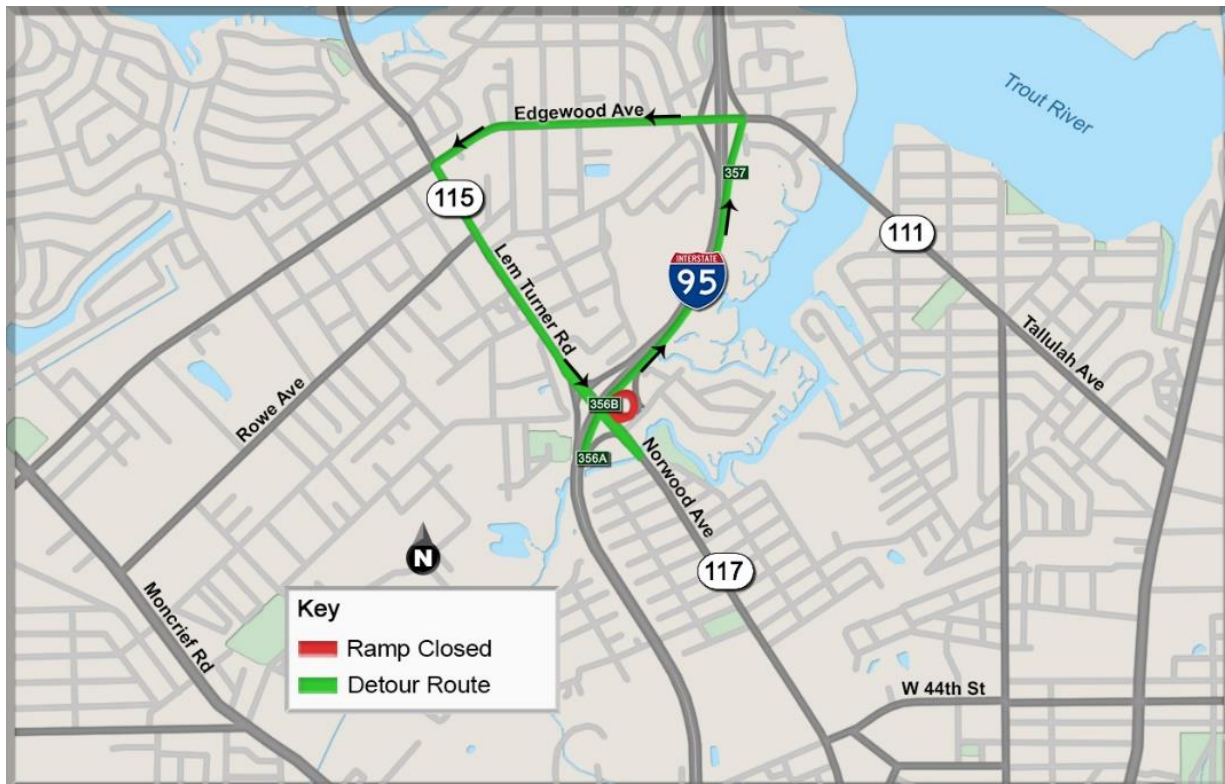 Trout River
Edgewood Ave
357
115
111
INTERSTATE
95
Lem Turner Rd
Tallulah Ave
Rowe Ave
356B
356A
Norwood Ave
N
117
Moncrief Rd
Key
Ramp Closed
Detour Route
W 44th St